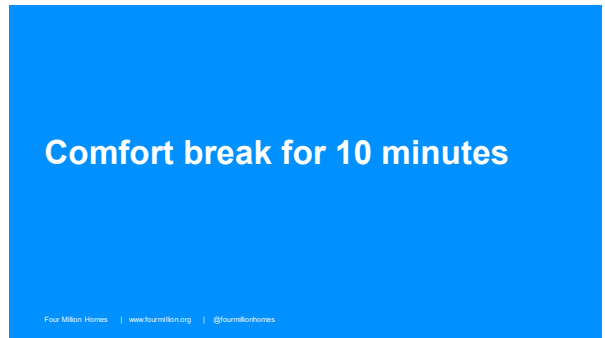 Comfort break for 10 minutes
Four Million Homes | www.fourmillion.org | @fourmillionhomes